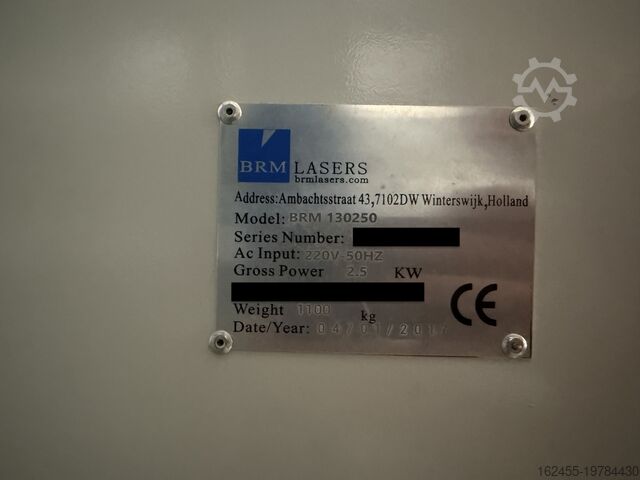 BRM LASERS
brmlasers.com
Address:Ambachtsstraat 43,7102DW Winterswijk,Holland
Model: BRM 130250
Series Number:
Ac Input: 220V-50HZ
Gross Power 2.5 KW
Weight 1100 kg
Date/Year:
CE
162455-19784430